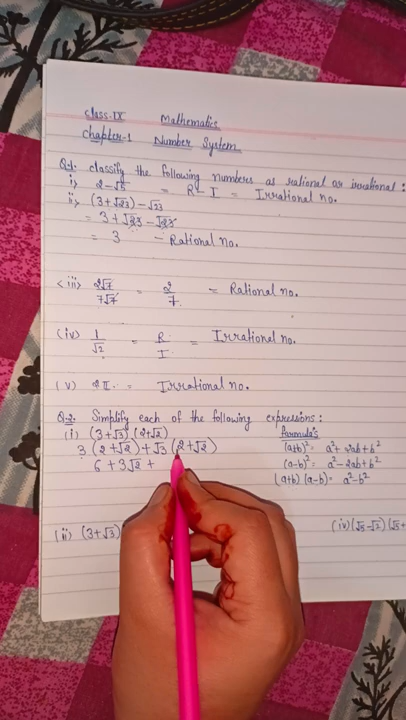 class-IX Mathematics
chapter-1 Number System
Q.1: classify the following numbers as rational or irrational:
i) 2-√5 = R-I = Irrational no.
ii) (3+√23)-√23
= 3+√23-√23
= 3 - Rational no.
(iii) 2√7/7√7 = 2/7 = Rational no.
(iv) 1/√2 = R/I = Irrational no.
(v) 2π = Irrational no.
Q.2: Simplify each of the following expressions:
(i) (3+√3)(2+√2)
3(2+√2)+√3(2+√2)
6+3√2+
formula's
(a+b)² = a²+2ab+b²
(a-b)² = a²-2ab+b²
(a+b)(a-b) = a²-b²
(ii) (3+√3)
(iv) (√5-√2)(√5+